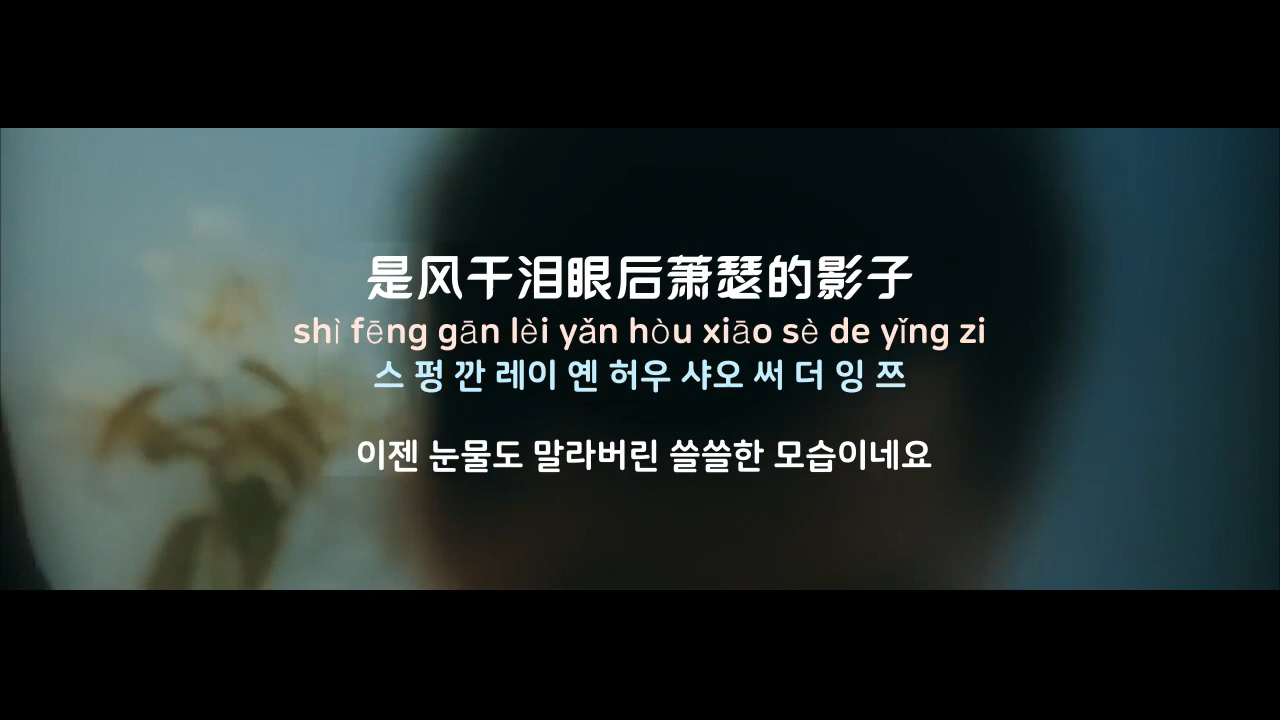 是风干泪眼后萧瑟的影子
shì fēng gān lèi yǎn hòu xiāo sè de yǐng zi
스 펑 깐 레이 옌 허우 샤오 써 더 잉 쯔
이젠 눈물도 말라버린 쓸쓸한 모습이네요